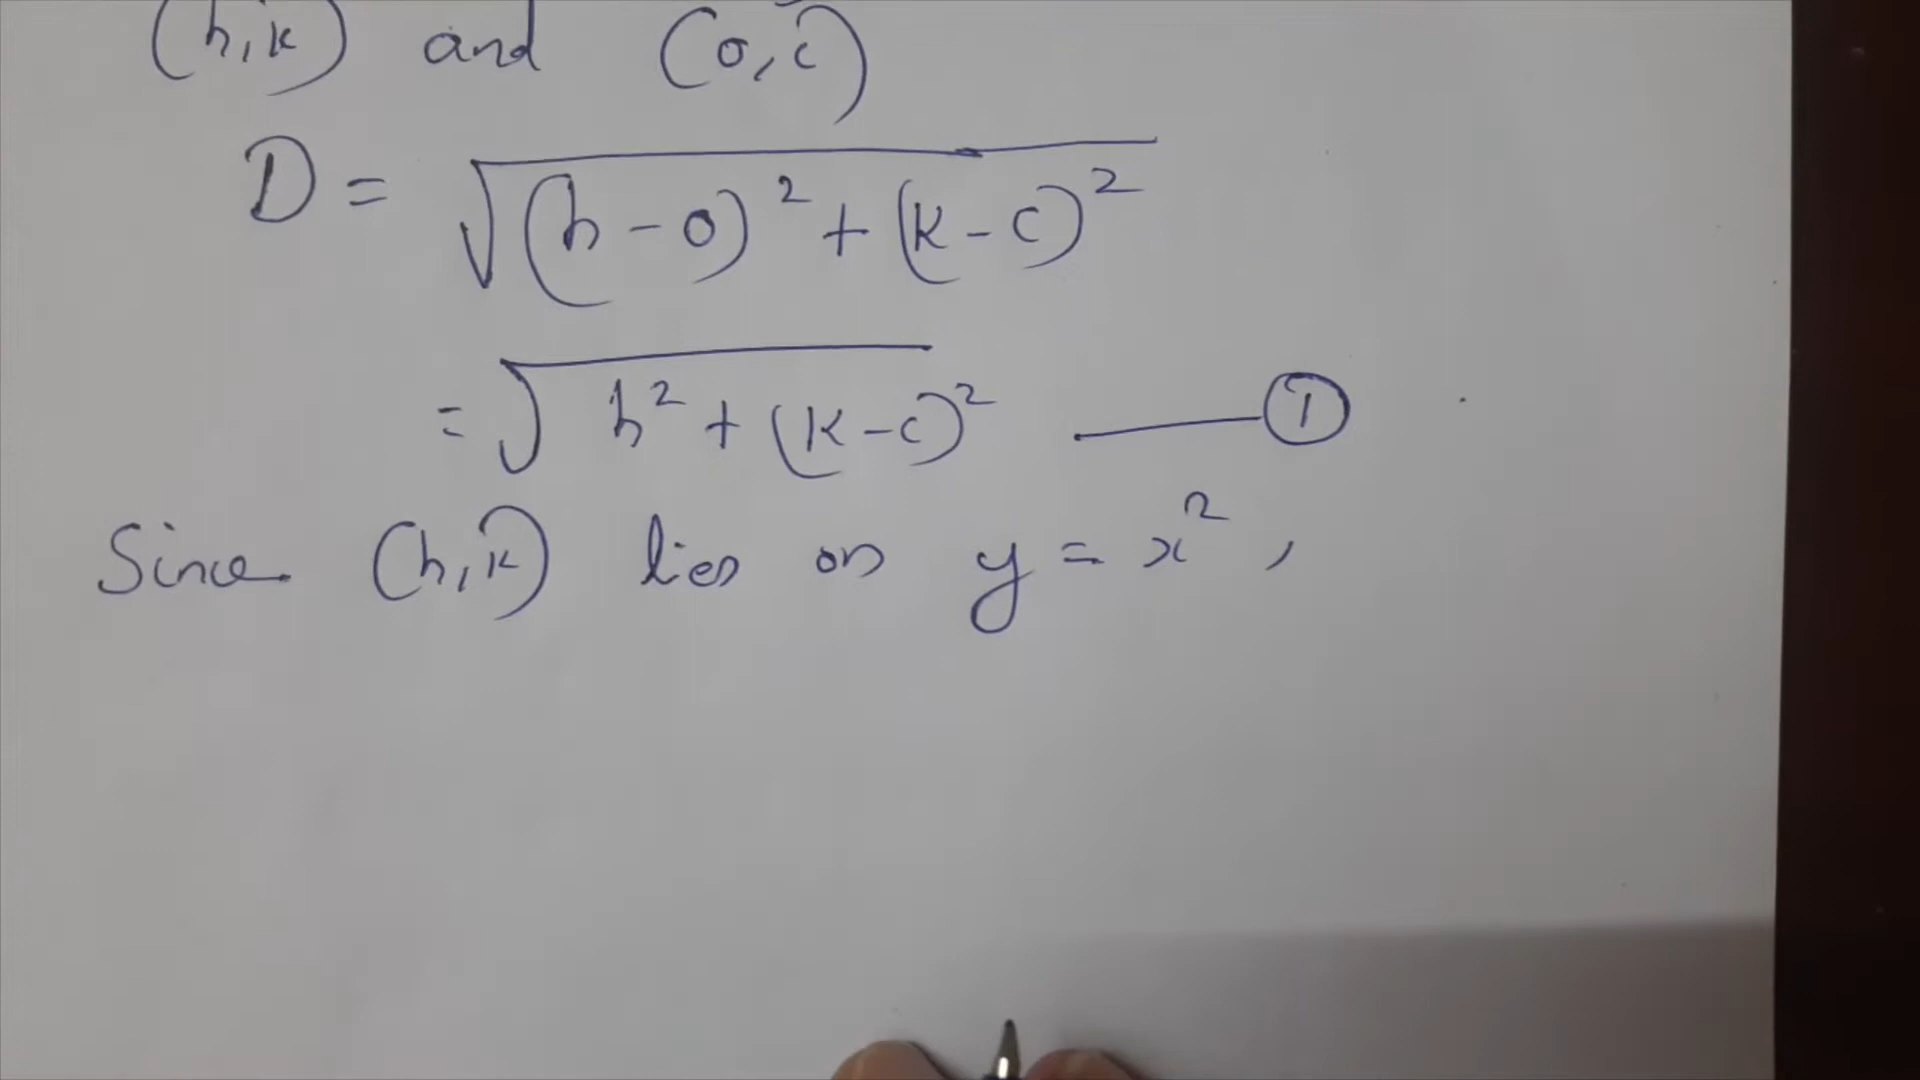 (h,k) and (0,c)
D = √((h-0)² + (k-c)²)
= √(h² + (k-c)²) —— ①
Since (h,k) lies on y = x²,